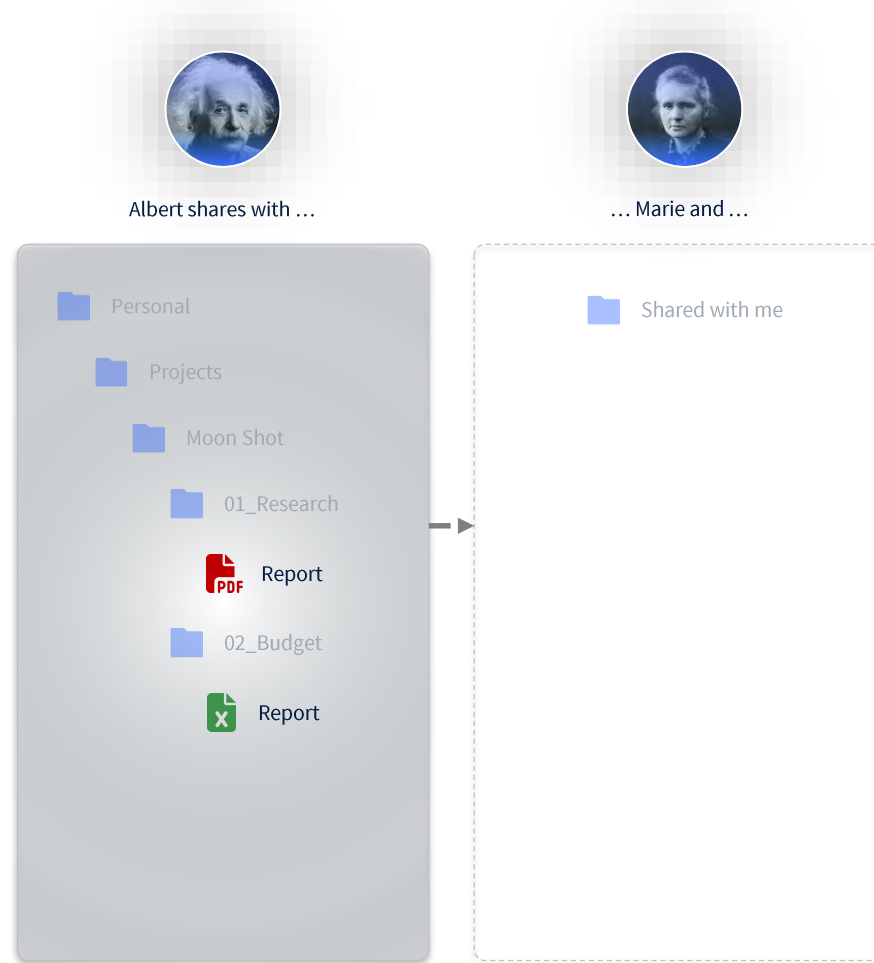 Albert shares with …
… Marie and …
Personal
Projects
Moon Shot
01_Research
PDF
Report
02_Budget
X
Report
Shared with me